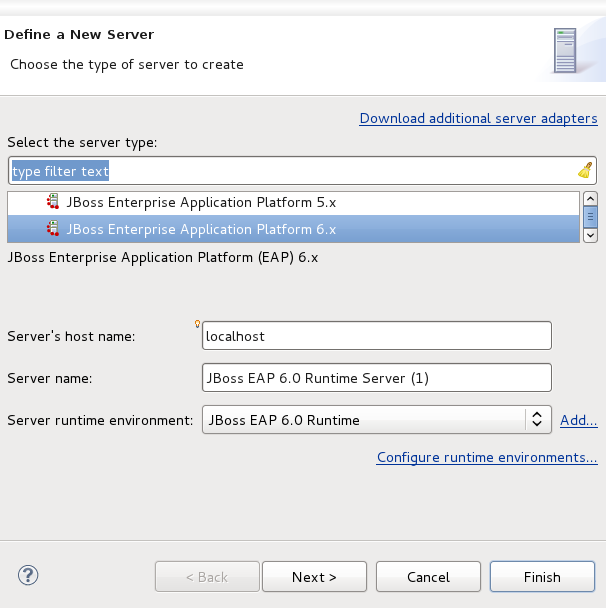 Define a New Server
Choose the type of server to create
Download additional server adapters
Select the server type:
type filter text
JBoss Enterprise Application Platform 5.x
JBoss Enterprise Application Platform 6.x
JBoss Enterprise Application Platform (EAP) 6.x
Server's host name: localhost
Server name: JBoss EAP 6.0 Runtime Server (1)
Server runtime environment: JBoss EAP 6.0 Runtime Add...
Configure runtime environments...
? < Back Next > Cancel Finish